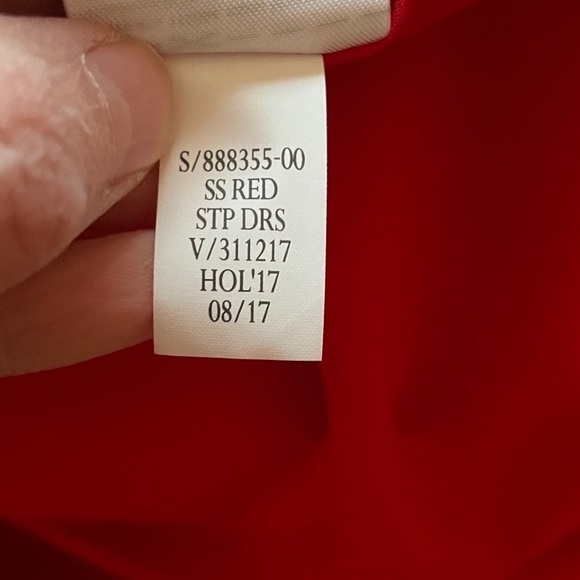 S/888355-00
SS RED
STP DRS
V/311217
HOL'17
08/17